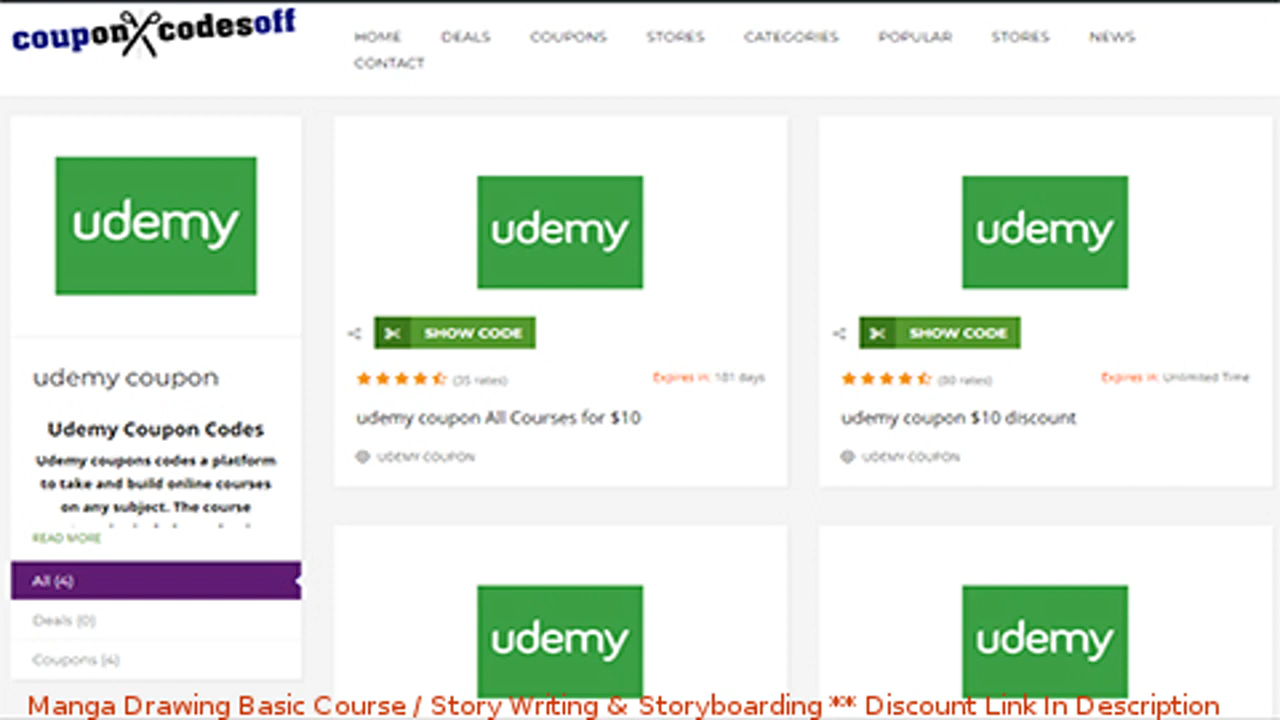 couponcodesoff
HOME DEALS COUPONS STORES CATEGORIES POPULAR STORES NEWS
CONTACT
udemy
udemy coupon
Udemy Coupon Codes
Udemy coupons codes a platform
to take and build online courses
on any subject. The course
READ MORE
All (4)
Deals (0)
Coupons (4)
udemy
SHOW CODE
(35 rates) Expires in: 181 days
udemy coupon All Courses for $10
UDEMY COUPON
udemy
SHOW CODE
Expires in: Unlimited Time
udemy coupon $10 discount
UDEMY COUPON
udemy
udemy
Manga Drawing Basic Course / Story Writing & Storyboarding ** Discount Link In Description